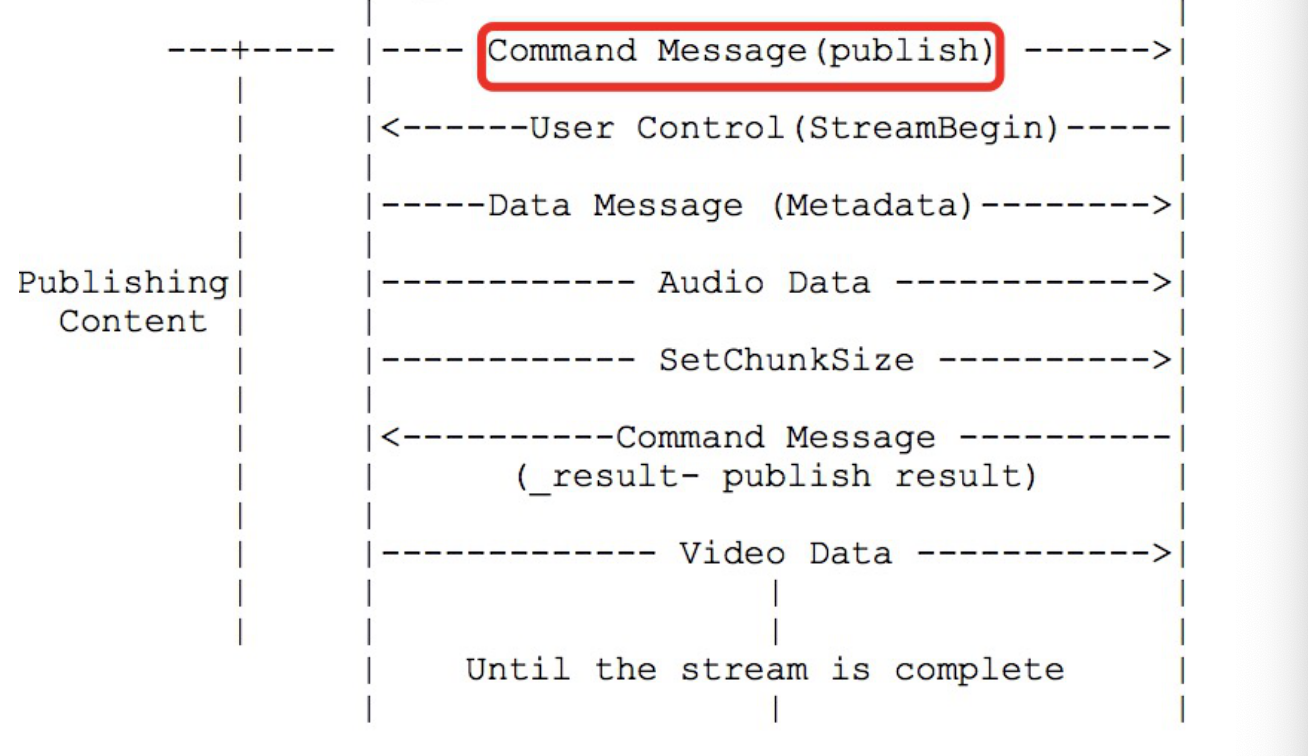 ---+---- |---- Command Message(publish) ------>|
|<------User Control(StreamBegin)-----|
|-----Data Message (Metadata)-------->|
Publishing| |------------ Audio Data ------------>|
Content |
|------------ SetChunkSize ---------->|
|<----------Command Message ----------|
(_result- publish result)
|------------- Video Data ----------->|
Until the stream is complete